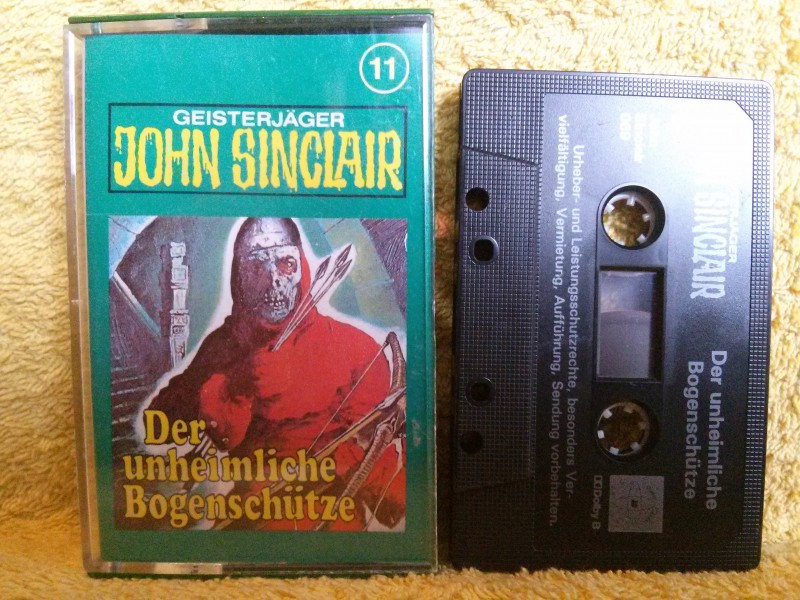 11
GEISTERJÄGER
JOHN SINCLAIR
Der
unheimliche
Bogenschütze
SINCLAIR
Der unheimliche
Bogenschütze
Urheber- und Leistungsschutzrechte, besonders Ver-
vielfältigung, Vermietung, Aufführung, Sendung vorbehalten.
Dolby B